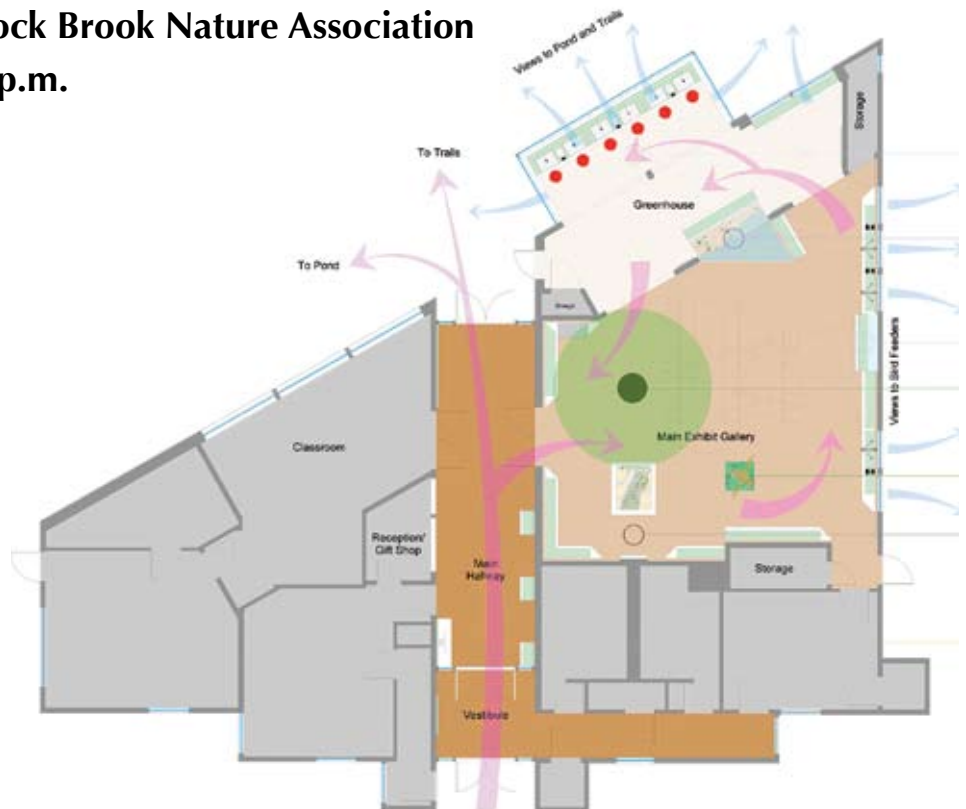 ock Brook Nature Association
p.m.
Views to Pond and Trails
Storage
To Trails
Greenhouse
To Pond
Storage
Views to Bird Feeders
Classroom
Main Exhibit Gallery
Reception/
Gift Shop
Main
Hallway
Storage
Vestibule